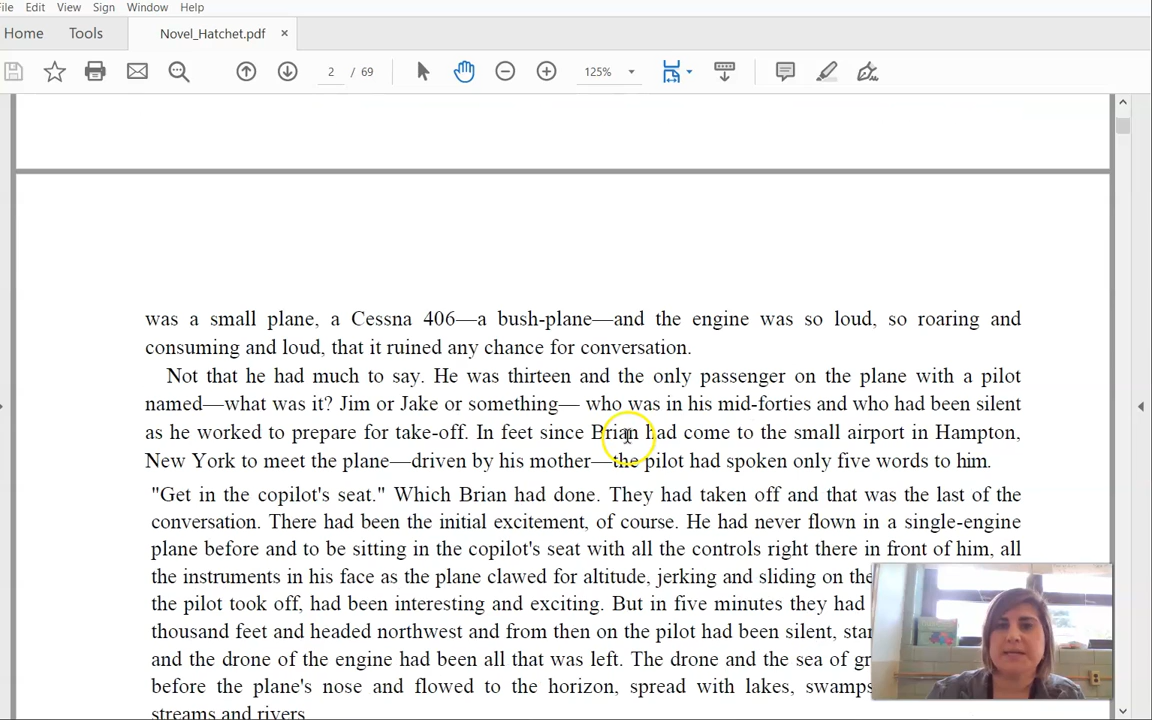 File Edit View Sign Window Help
Home Tools Novel_Hatchet.pdf ×
2 / 69 125%
was a small plane, a Cessna 406—a bush-plane—and the engine was so loud, so roaring and
consuming and loud, that it ruined any chance for conversation.
Not that he had much to say. He was thirteen and the only passenger on the plane with a pilot
named—what was it? Jim or Jake or something— who was in his mid-forties and who had been silent
as he worked to prepare for take-off. In feet since Brian had come to the small airport in Hampton,
New York to meet the plane—driven by his mother—the pilot had spoken only five words to him.
"Get in the copilot's seat." Which Brian had done. They had taken off and that was the last of the
conversation. There had been the initial excitement, of course. He had never flown in a single-engine
plane before and to be sitting in the copilot's seat with all the controls right there in front of him, all
the instruments in his face as the plane clawed for altitude, jerking and sliding on the
the pilot took off, had been interesting and exciting. But in five minutes they had
thousand feet and headed northwest and from then on the pilot had been silent,
and the drone of the engine had been all that was left. The drone and the sea of
before the plane's nose and flowed to the horizon, spread with lakes, swamps
streams and rivers